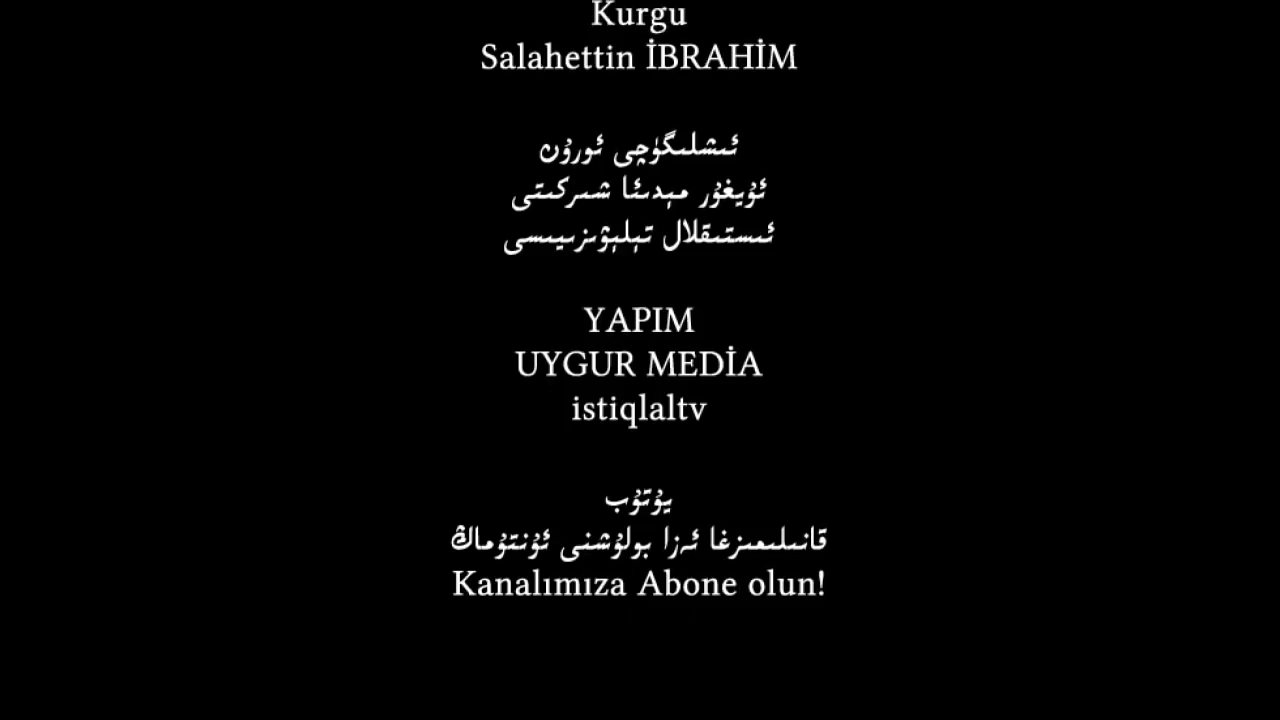 Kurgu
Salahettin İBRAHİM
ئىشلىگۈچى ئورۇن
ئۇيغۇر مېدىئا شىركىتى
ئىستىقلال تېلېۋىزىيىسى
YAPIM
UYGUR MEDİA
istiqlaltv
يۇتۇب
قانىلىمىزغا ئەزا بولۇشنى ئۇنتۇماڭ
Kanalımıza Abone olun!